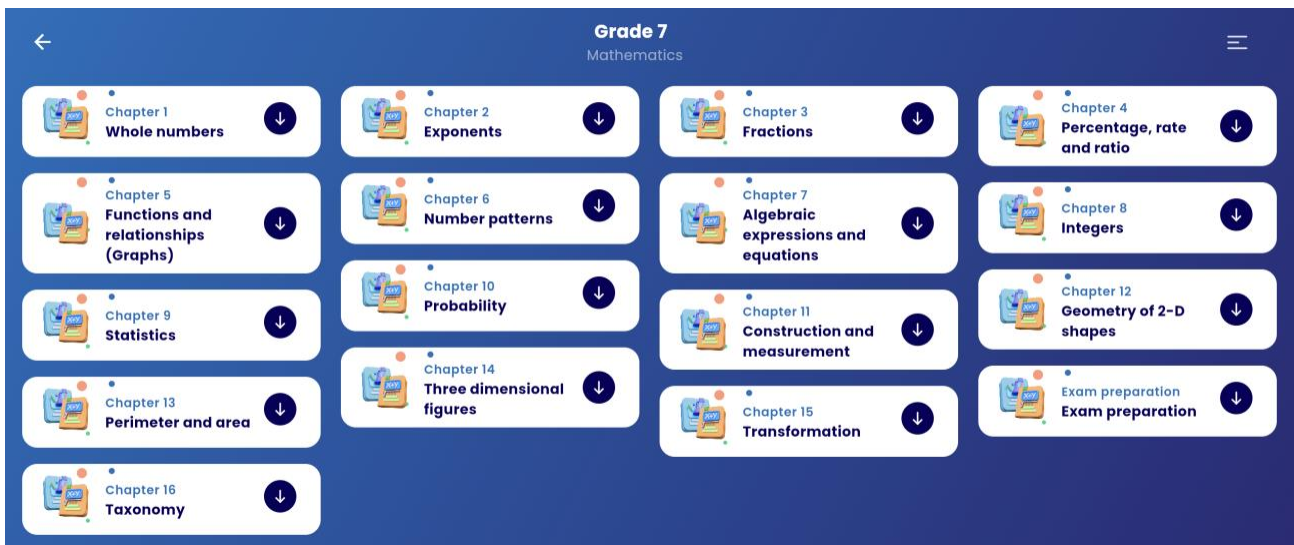 Grade 7
Mathematics
Chapter 1
Whole numbers
Chapter 2
Exponents
Chapter 3
Fractions
Chapter 4
Percentage, rate
and ratio
Chapter 5
Functions and
relationships
(Graphs)
Chapter 6
Number patterns
Chapter 7
Algebraic
expressions and
equations
Chapter 8
Integers
Chapter 9
Statistics
Chapter 10
Probability
Chapter 11
Construction and
measurement
Chapter 12
Geometry of 2-D
shapes
Chapter 13
Perimeter and area
Chapter 14
Three dimensional
figures
Chapter 15
Transformation
Exam preparation
Exam preparation
Chapter 16
Taxonomy